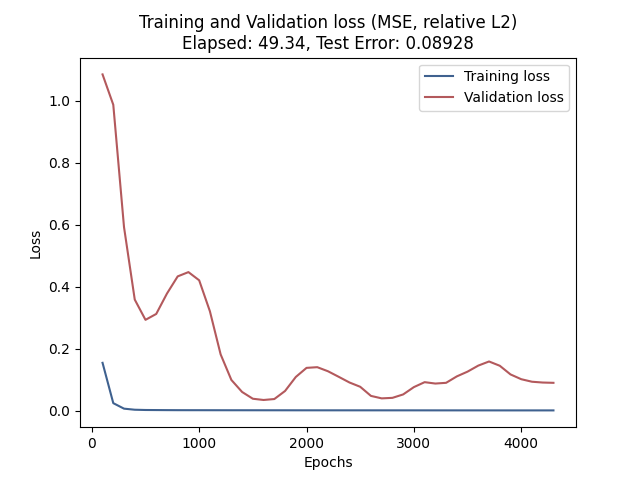 Training and Validation loss (MSE, relative L2)
Elapsed: 49.34, Test Error: 0.08928
Training loss
Validation loss
1.0
0.8
0.6
0.4
0.2
0.0
Loss
0
1000
2000
3000
4000
Epochs